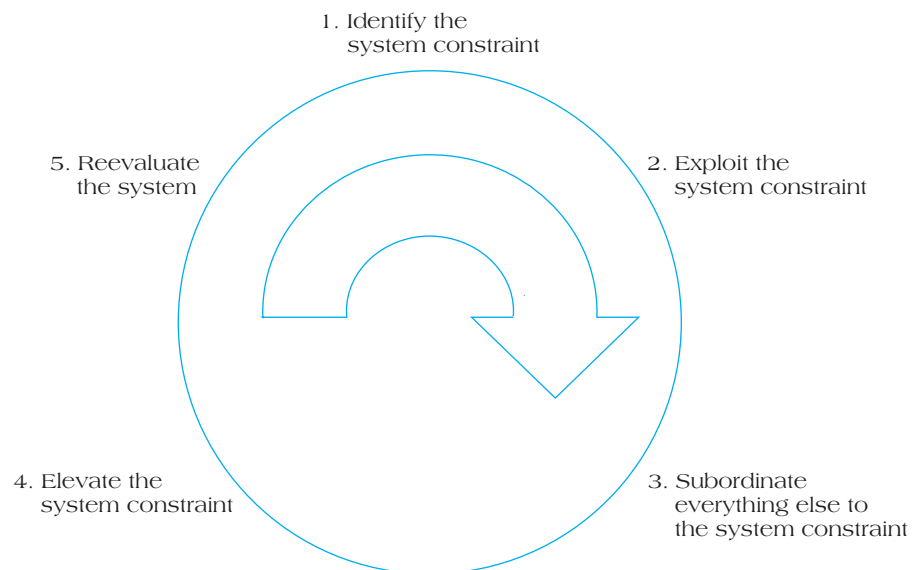 1. Identify the
system constraint
2. Exploit the
system constraint
3. Subordinate
everything else to
the system constraint
4. Elevate the
system constraint
5. Reevaluate
the system